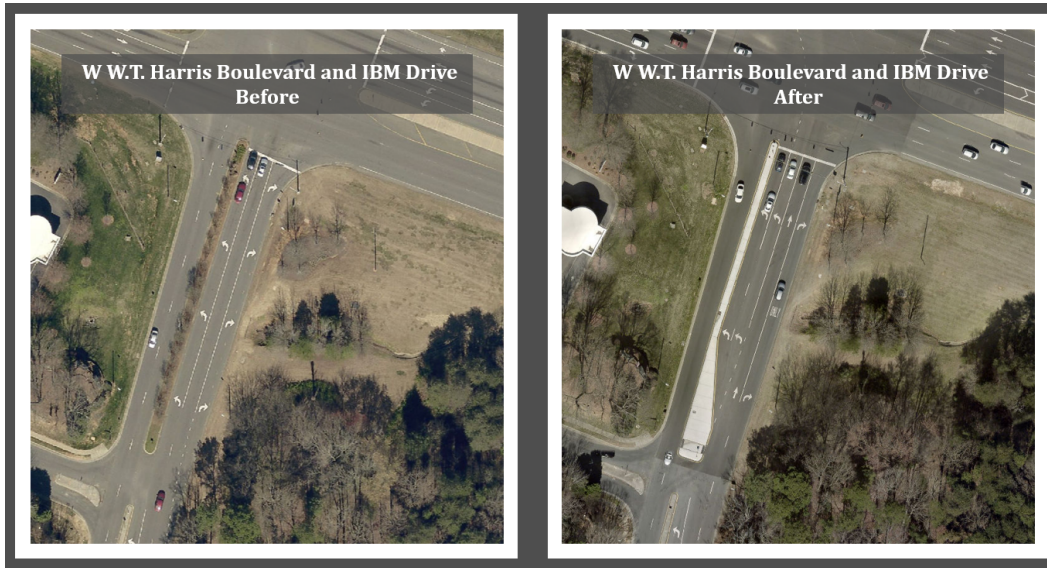 W W.T. Harris Boulevard and IBM Drive
Before
W W.T. Harris Boulevard and IBM Drive
After